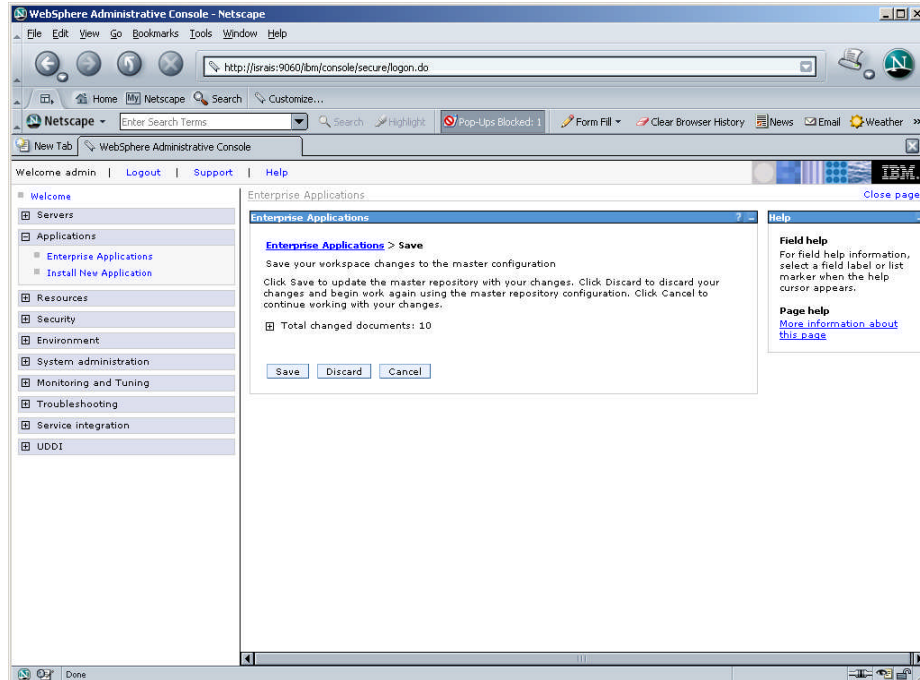 WebSphere Administrative Console - Netscape
File Edit View Go Bookmarks Tools Window Help
http://israis:9060/ibm/console/secure/logon.do
Home My Netscape Search Customize...
Netscape Enter Search Terms Search Highlight Pop-Ups Blocked: 1 Form Fill Clear Browser History News Email Weather
New Tab WebSphere Administrative Console
Welcome admin | Logout | Support | Help
IBM.
Welcome
Servers
Applications
Enterprise Applications
Install New Application
Resources
Security
Environment
System administration
Monitoring and Tuning
Troubleshooting
Service integration
UDDI
Enterprise Applications
Close page
Enterprise Applications ? -
Enterprise Applications > Save
Save your workspace changes to the master configuration
Click Save to update the master repository with your changes. Click Discard to discard your
changes and begin work again using the master repository configuration. Click Cancel to
continue working with your changes.
Total changed documents: 10
Save Discard Cancel
Help
Field help
For field help information,
select a field label or list
marker when the help
cursor appears.
Page help
More information about
this page
Done